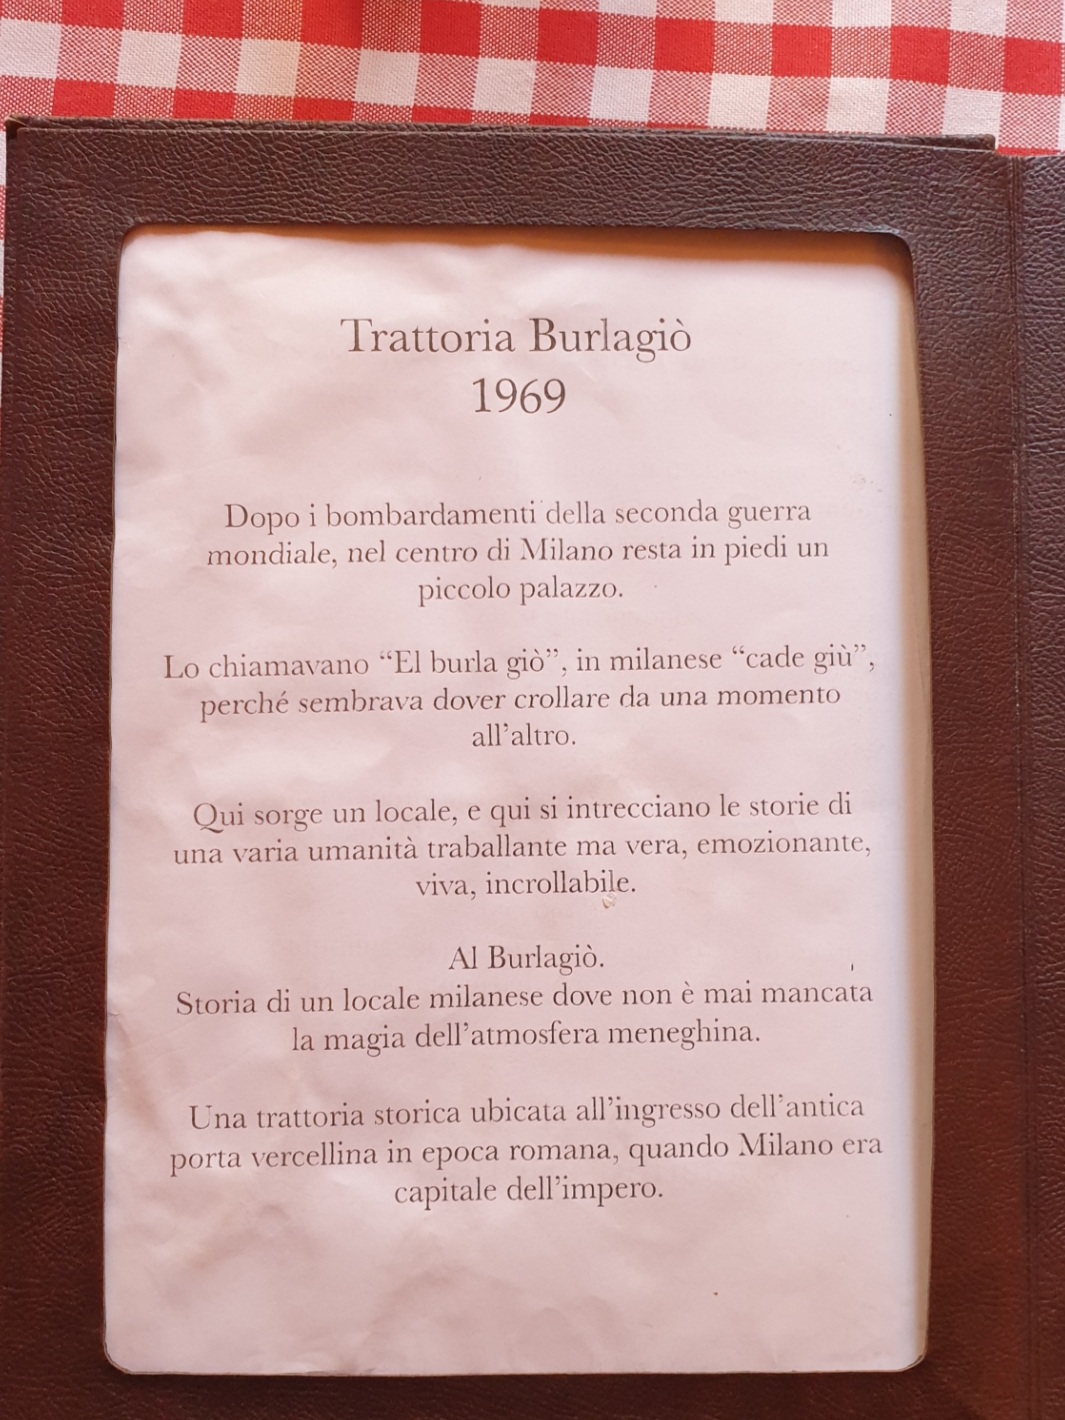 Trattoria Burlagiò
1969
Dopo i bombardamenti della seconda guerra
mondiale, nel centro di Milano resta in piedi un
piccolo palazzo.
Lo chiamavano “El burla giò”, in milanese “cade giù”,
perché sembrava dover crollare da una momento
all’altro.
Qui sorge un locale, e qui si intrecciano le storie di
una varia umanità traballante ma vera, emozionante,
viva, incrollabile.
Al Burlagiò.
Storia di un locale milanese dove non è mai mancata
la magia dell’atmosfera meneghina.
Una trattoria storica ubicata all’ingresso dell’antica
porta vercellina in epoca romana, quando Milano era
capitale dell’impero.